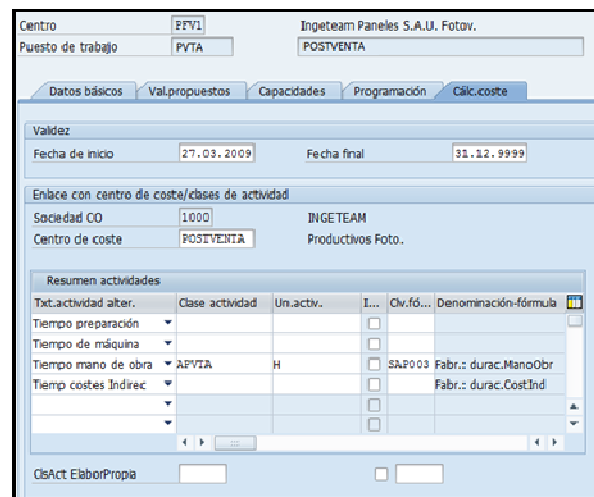 Centro PFV1 Ingeteam Paneles S.A.U. Fotov.
Puesto de trabajo PVTA POSTVENTA
Datos básicos Val.propuestos Capacidades Programación Cálc.coste
Validez
Fecha de inicio 27.03.2009 Fecha final 31.12.9999
Enlace con centro de coste/clases de actividad
Sociedad CO 1000 INGETEAM
Centro de coste POSTVENTA Productivos Foto.
Resumen actividades
Txt.actividad alter. Clase actividad Un.activ. I... Clv.fó... Denominación-fórmula
Tiempo preparación
Tiempo de máquina
Tiempo mano de obra APVTA H SAP003 Fabr.: durac.ManoObr
Tiemp costes Indirec Fabr.: durac.CostIndi
ClsAct ElaborPropia